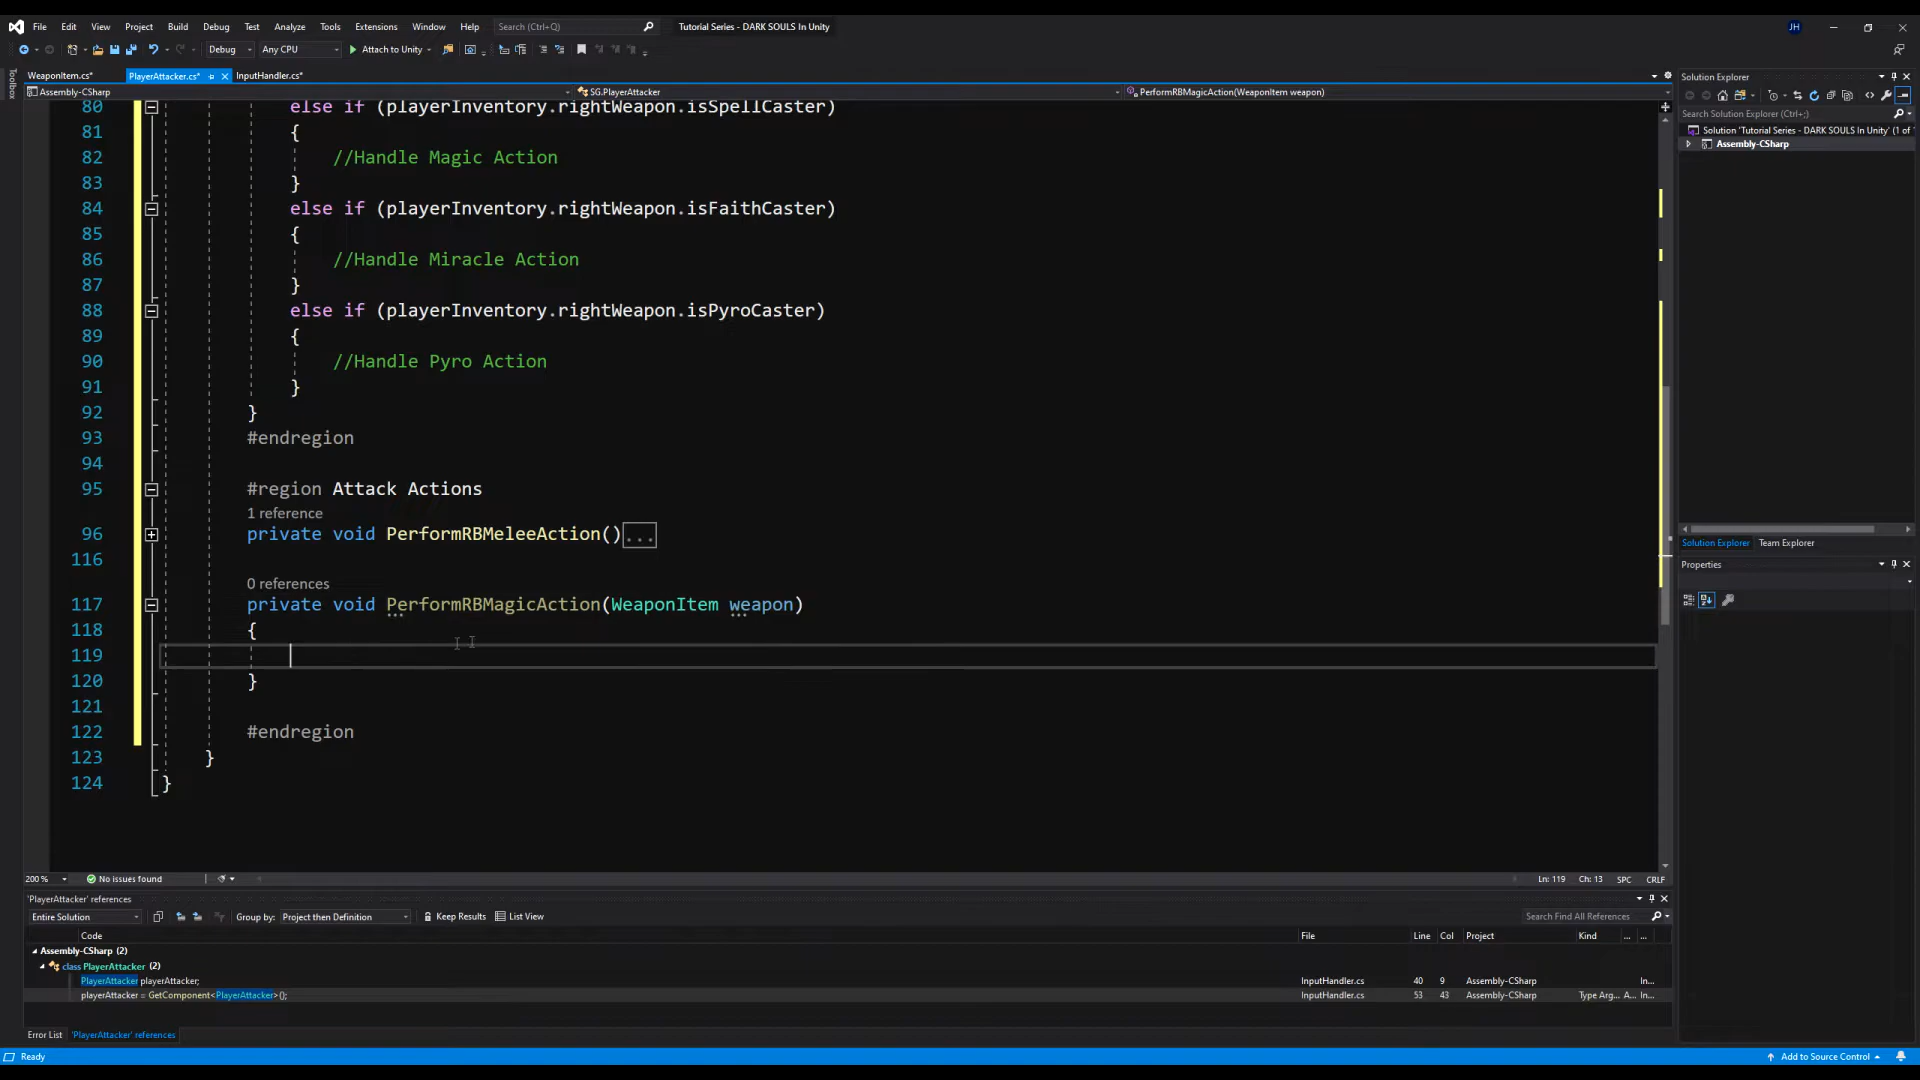 File Edit View Project Build Debug Test Analyze Tools Extensions Window Help Search (Ctrl+Q) Tutorial Series - DARK SOULS In Unity JH
Debug Any CPU Attach to Unity
Toolbox
WeaponItem.cs* PlayerAttacker.cs* InputHandler.cs*
Assembly-CSharp SG.PlayerAttacker PerformRBMagicAction(WeaponItem weapon)
80 else if (playerInventory.rightWeapon.isSpellCaster)
81 {
82 //Handle Magic Action
83 }
84 else if (playerInventory.rightWeapon.isFaithCaster)
85 {
86 //Handle Miracle Action
87 }
88 else if (playerInventory.rightWeapon.isPyroCaster)
89 {
90 //Handle Pyro Action
91 }
92 }
93 #endregion
94
95 #region Attack Actions
1 reference
96 private void PerformRBMeleeAction()...
116
0 references
117 private void PerformRBMagicAction(WeaponItem weapon)
118 {
119
120 }
121
122 #endregion
123 }
124 }
200 % No issues found Ln: 119 Ch: 13 SPC CRLF
'PlayerAttacker' references
Entire Solution Group by: Project then Definition Keep Results List View Search Find All References
Code File Line Col Project Kind ... ...
Assembly-CSharp (2)
class PlayerAttacker (2)
PlayerAttacker playerAttacker; InputHandler.cs 40 9 Assembly-CSharp In...
playerAttacker = GetComponent<PlayerAttacker>(); InputHandler.cs 53 43 Assembly-CSharp Type Arg... A... In...
Error List 'PlayerAttacker' references
Ready Add to Source Control
Solution Explorer
Search Solution Explorer (Ctrl+;)
Solution 'Tutorial Series - DARK SOULS In Unity' (1 of
Assembly-CSharp
Solution Explorer Team Explorer
Properties